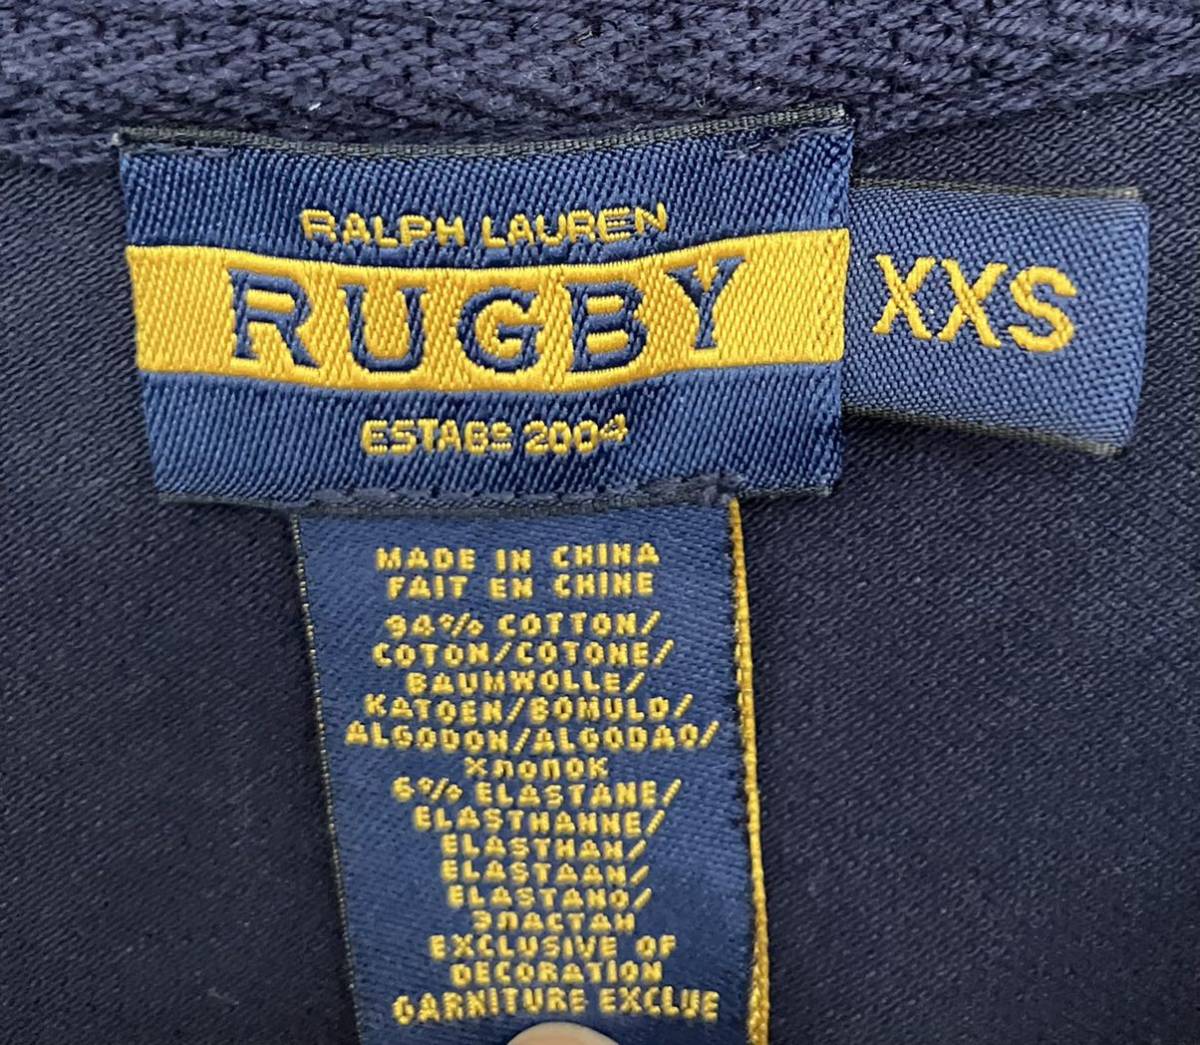 RALPH LAUREN
RUGBY
ESTABD 2004
XXS
MADE IN CHINA
FAIT EN CHINE
94% COTTON/
COTON/COTONE/
BAUMWOLLE/
KATOEN/BOMULD/
ALGODON/ALGODAO/
ХЛОПОК
6% ELASTANE/
ELASTHANNE/
ELASTHAN/
ELASTAAN/
ELASTANO/
ЭЛАСТАН
EXCLUSIVE OF
DECORATION
GARNITURE EXCLUE